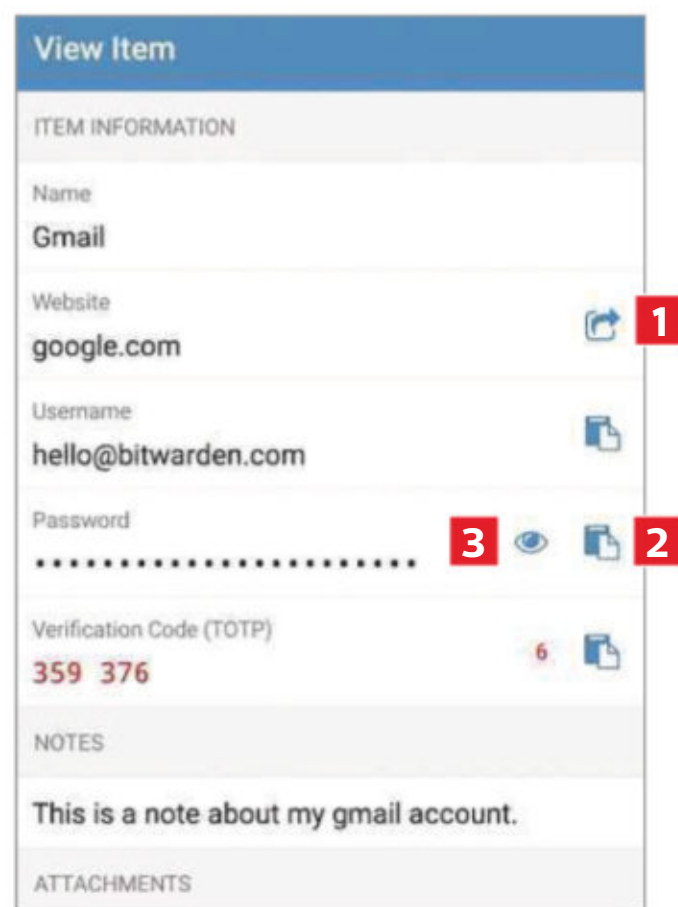 View Item
ITEM INFORMATION
Name
Gmail
Website
google.com
1
Username
hello@bitwarden.com
Password
3
2
••••••••••••••••••••••••
Verification Code (TOTP)
359 376
6
NOTES
This is a note about my gmail account.
ATTACHMENTS